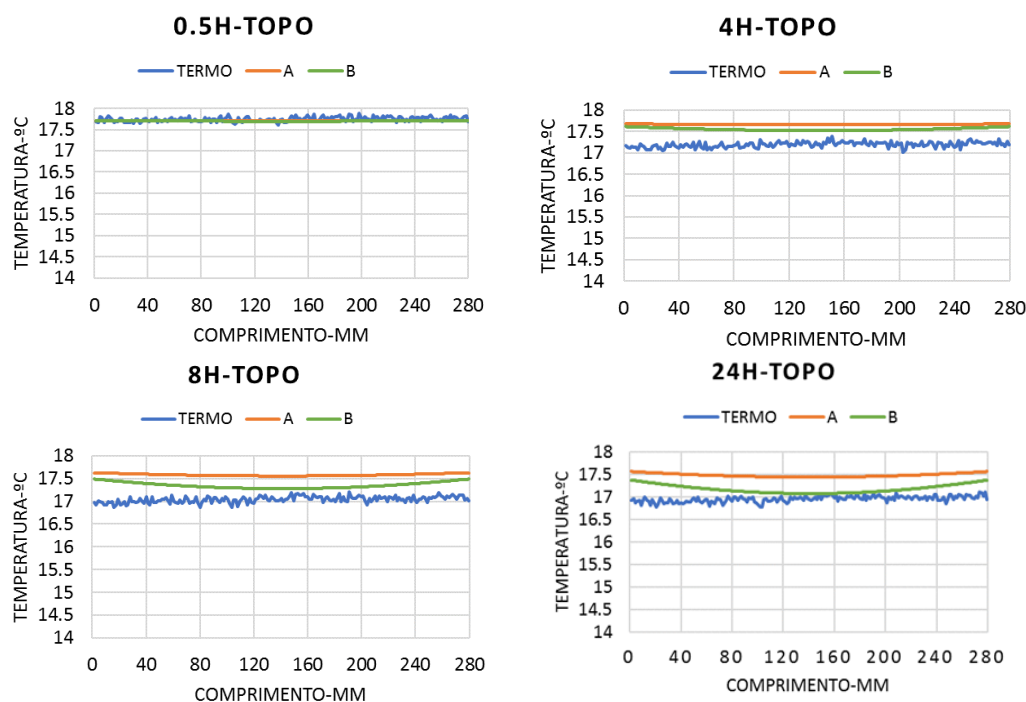 0.5H-TOPO
TERMO A B
TEMPERATURA-ºC
18
17.5
17
16.5
16
15.5
15
14.5
14
0 40 80 120 160 200 240 280
COMPRIMENTO-MM
4H-TOPO
TERMO A B
TEMPERATURA-ºC
18
17.5
17
16.5
16
15.5
15
14.5
14
0 40 80 120 160 200 240 280
COMPRIMENTO-MM
8H-TOPO
TERMO A B
TEMPERATURA-ºC
18
17.5
17
16.5
16
15.5
15
14.5
14
0 40 80 120 160 200 240 280
COMPRIMENTO-MM
24H-TOPO
TERMO A B
TEMPERATURA-ºC
18
17.5
17
16.5
16
15.5
15
14.5
14
0 40 80 120 160 200 240 280
COMPRIMENTO-MM